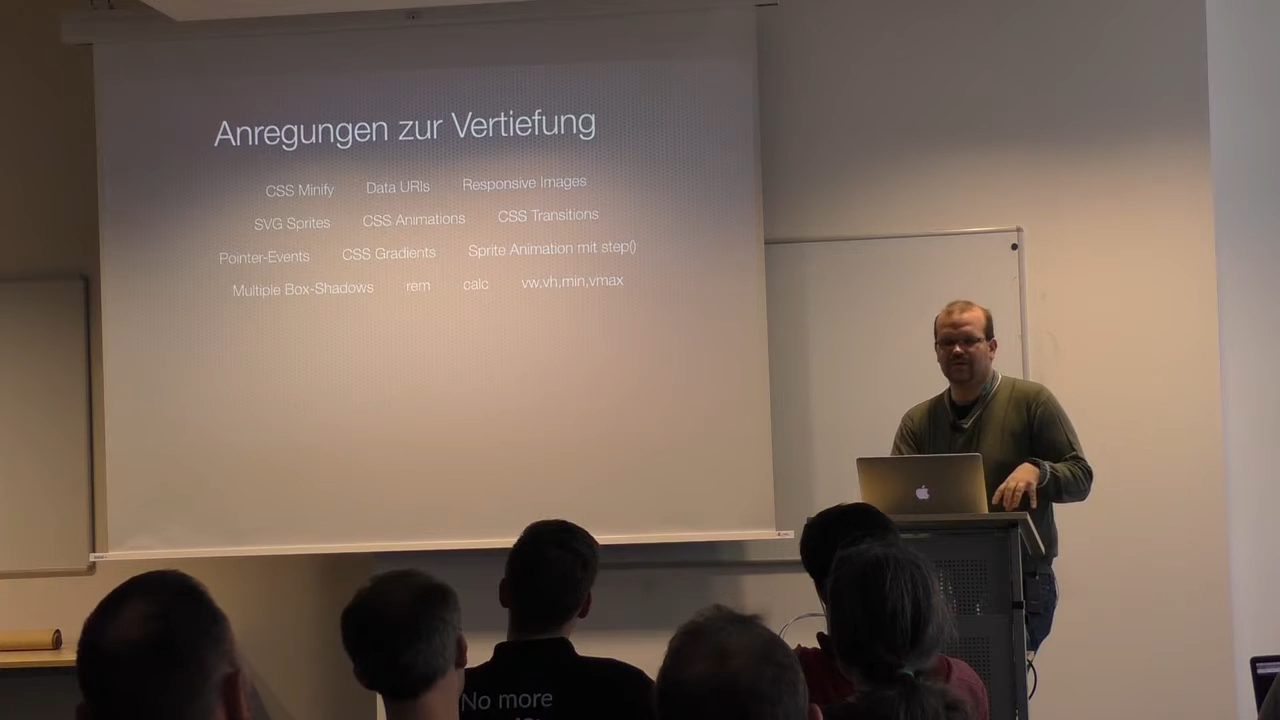 Anregungen zur Vertiefung
CSS Minify Data URIs Responsive Images
SVG Sprites CSS Animations CSS Transitions
Pointer-Events CSS Gradients Sprite Animation mit step()
Multiple Box-Shadows rem calc vw,vh,min,vmax
No more